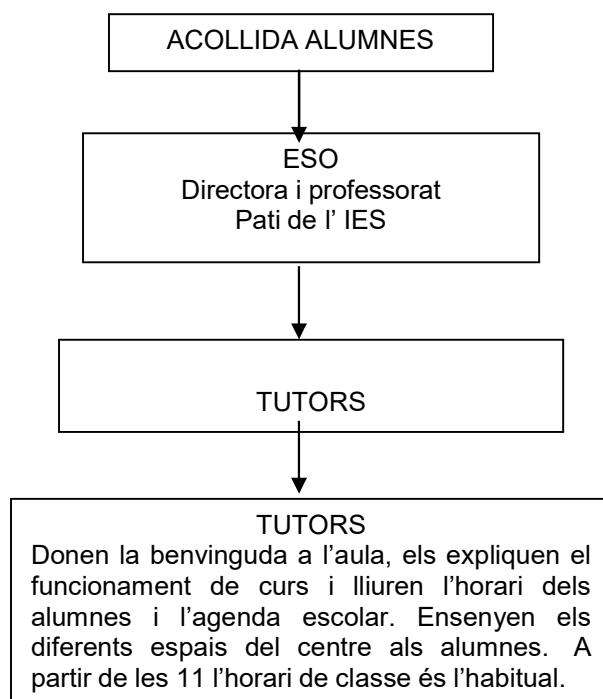 ACOLLIDA ALUMNES
ESO
Directora i professorat
Pati de l’ IES
TUTORS
TUTORS
Donen la benvinguda a l’aula, els expliquen el
funcionament de curs i lliuren l’horari dels
alumnes i l’agenda escolar. Ensenyen els
diferents espais del centre als alumnes. A
partir de les 11 l’horari de classe és l’habitual.